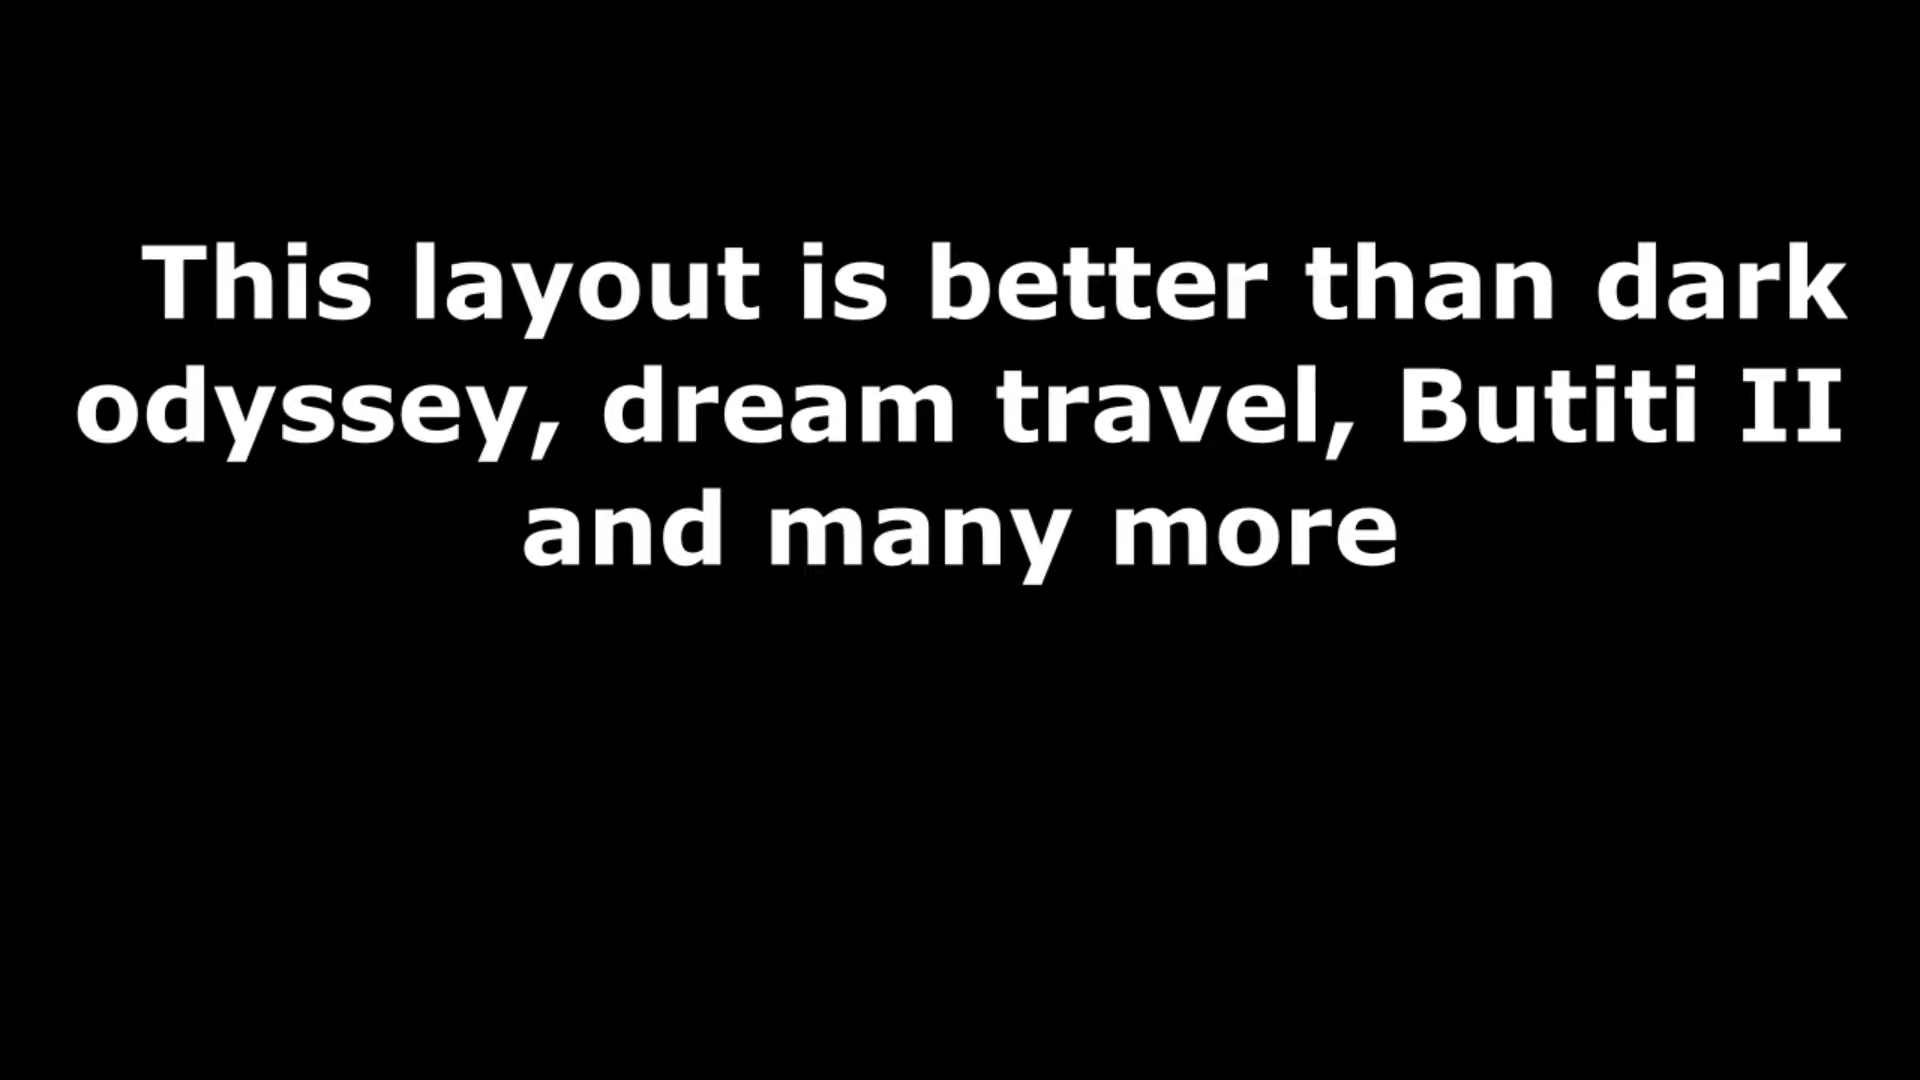 This layout is better than dark
odyssey, dream travel, Butiti II
and many more